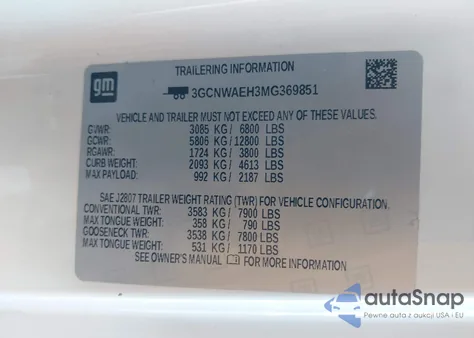 gm
TRAILERING INFORMATION
3GCNWAEH3MG369851
VEHICLE AND TRAILER MUST NOT EXCEED ANY OF THESE VALUES.
GVWR: 3085 KG / 6800 LBS
GCWR: 5806 KG / 12800 LBS
RGAWR: 1724 KG / 3800 LBS
CURB WEIGHT: 2093 KG / 4613 LBS
MAX PAYLOAD: 992 KG / 2187 LBS
SAE J2807 TRAILER WEIGHT RATING (TWR) FOR VEHICLE CONFIGURATION.
CONVENTIONAL TWR: 3583 KG / 7900 LBS
MAX TONGUE WEIGHT: 358 KG / 790 LBS
GOOSENECK TWR: 3538 KG / 7800 LBS
MAX TONGUE WEIGHT: 531 KG / 1170 LBS
SEE OWNER'S MANUAL FOR MORE INFORMATION
autoSnap
Pewne auta z aukcji USA i EU